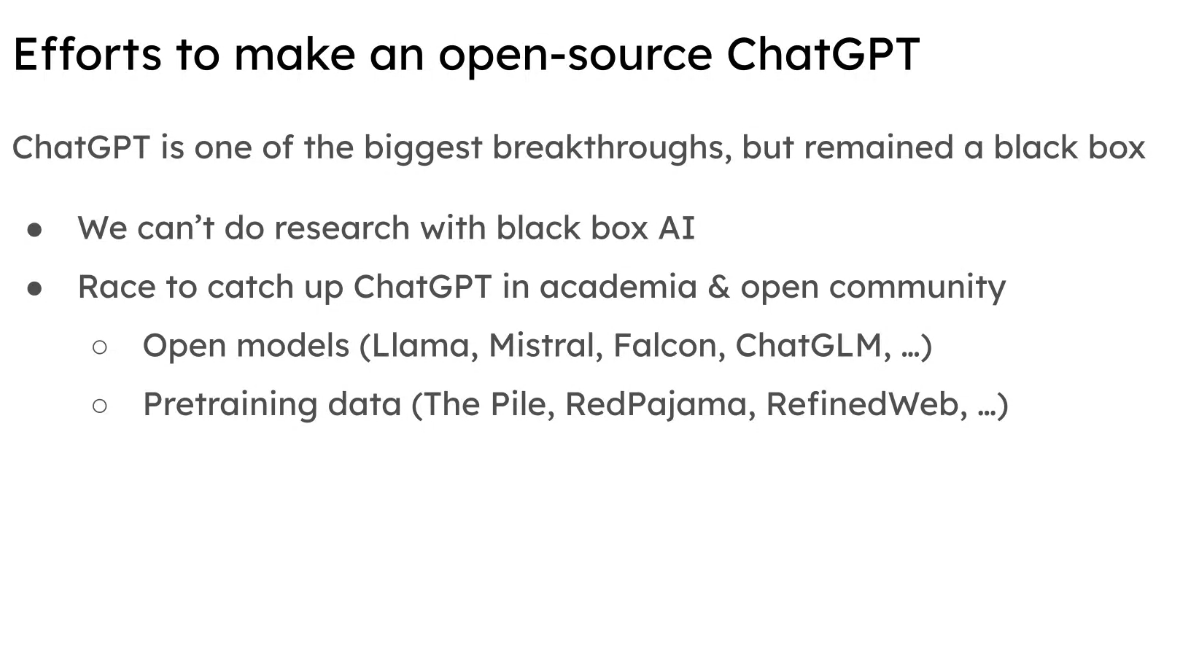 Efforts to make an open-source ChatGPT
ChatGPT is one of the biggest breakthroughs, but remained a black box
● We can’t do research with black box AI
● Race to catch up ChatGPT in academia & open community
○ Open models (Llama, Mistral, Falcon, ChatGLM, …)
○ Pretraining data (The Pile, RedPajama, RefinedWeb, …)